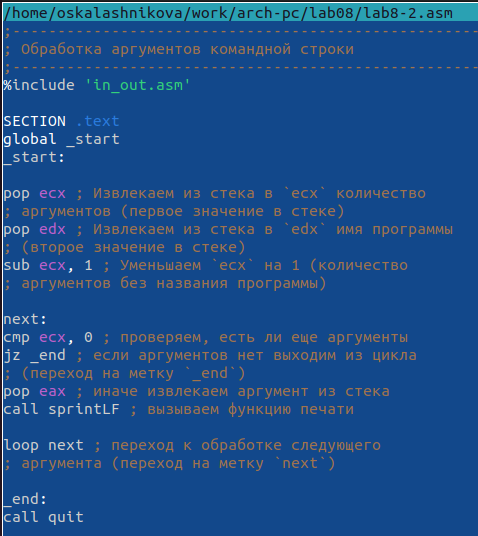 /home/oskalashnikova/work/arch-pc/lab08/lab8-2.asm
;--------------------------------------------------
; Обработка аргументов командной строки
;--------------------------------------------------
%include 'in_out.asm'
SECTION .text
global _start
_start:
pop ecx ; Извлекаем из стека в `ecx` количество
; аргументов (первое значение в стеке)
pop edx ; Извлекаем из стека в `edx` имя программы
; (второе значение в стеке)
sub ecx, 1 ; Уменьшаем `ecx` на 1 (количество
; аргументов без названия программы)
next:
cmp ecx, 0 ; проверяем, есть ли еще аргументы
jz _end ; если аргументов нет выходим из цикла
; (переход на метку `_end`)
pop eax ; иначе извлекаем аргумент из стека
call sprintLF ; вызываем функцию печати
loop next ; переход к обработке следующего
; аргумента (переход на метку `next`)
_end:
call quit